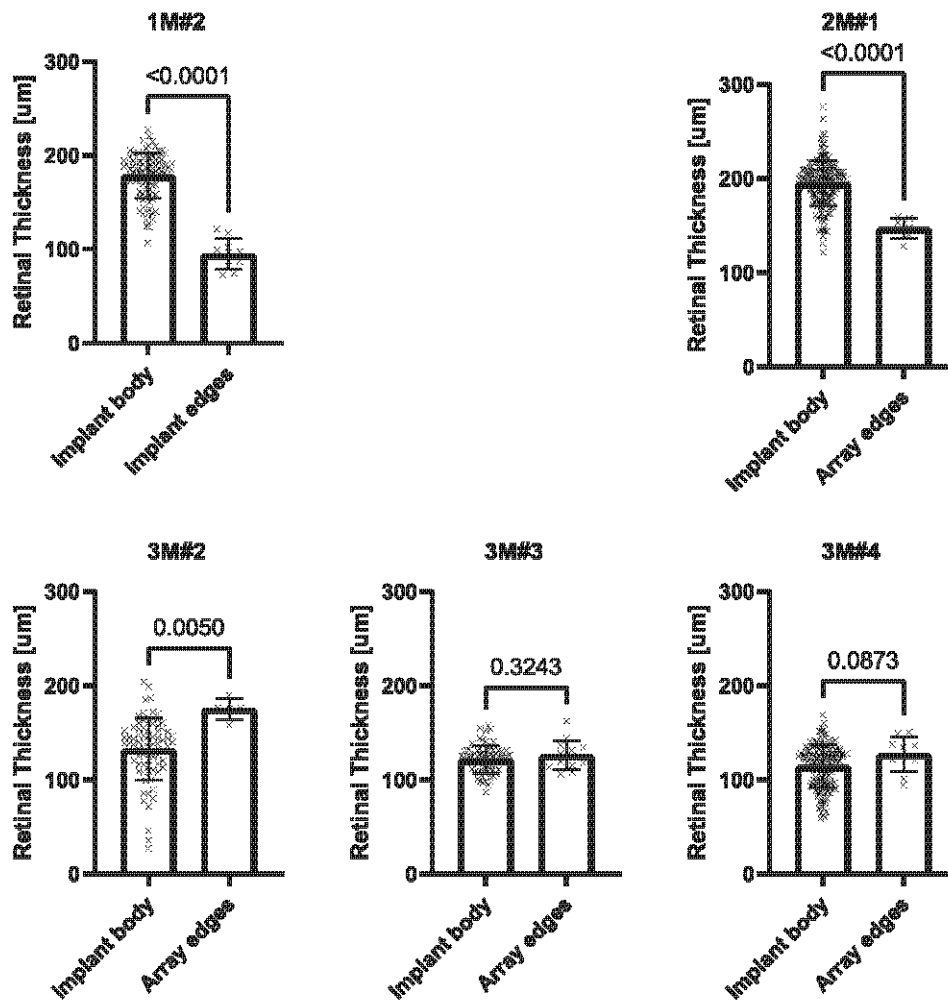 1M#2
<0.0001
Retinal Thickness [um]
300
200
100
0
Implant body
Implant edges
2M#1
<0.0001
Retinal Thickness [um]
300
200
100
0
Implant body
Array edges
3M#2
0.0050
Retinal Thickness [um]
300
200
100
0
Implant body
Array edges
3M#3
0.3243
Retinal Thickness [um]
300
200
100
0
Implant body
Array edges
3M#4
0.0873
Retinal Thickness [um]
300
200
100
0
Implant body
Array edges